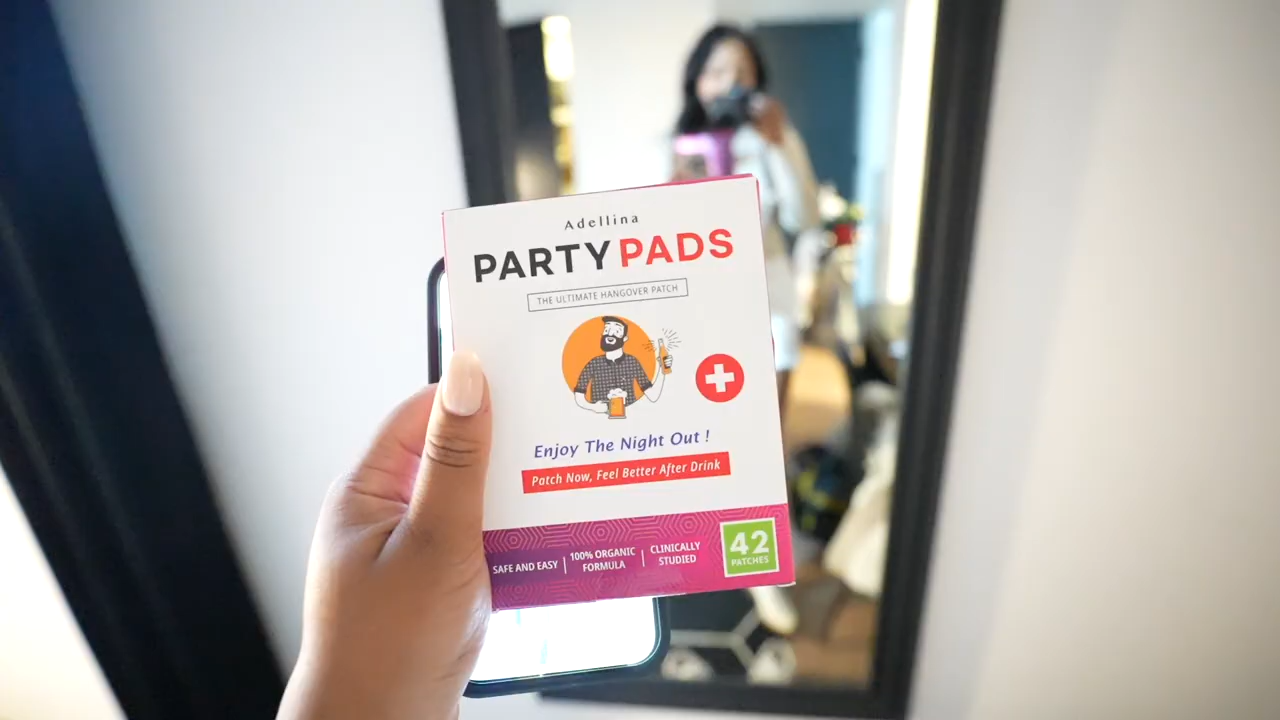 Adellina
PARTY PADS
THE ULTIMATE HANGOVER PATCH
Enjoy The Night Out !
Patch Now, Feel Better After Drink
SAFE AND EASY | 100% ORGANIC FORMULA | CLINICALLY STUDIED
42
PATCHES